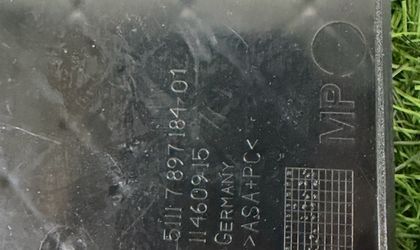 51117 897 184-01
11460915
GERMANY
>ASA+PC<
MP